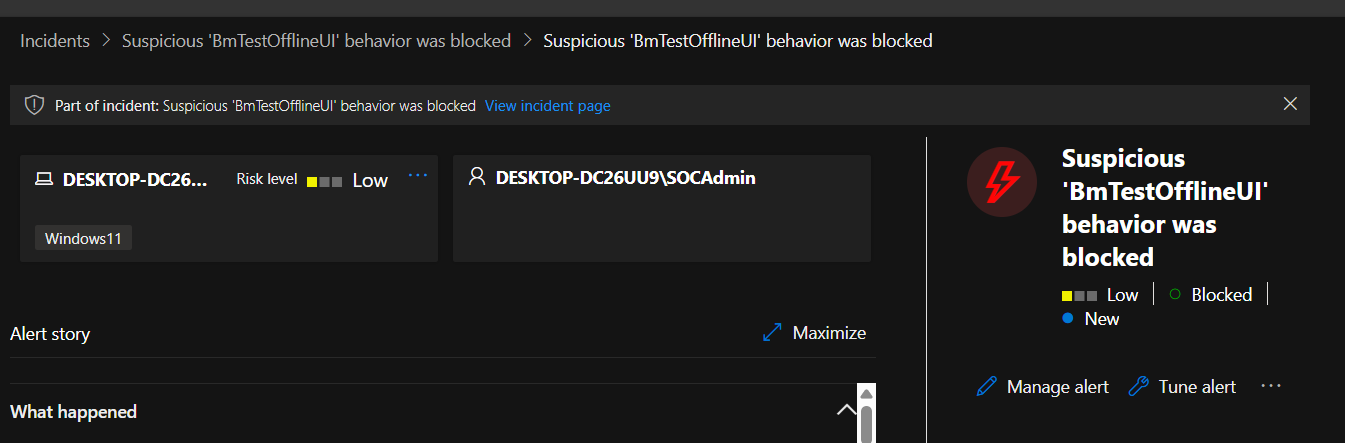 Incidents > Suspicious 'BmTestOfflineUI' behavior was blocked > Suspicious 'BmTestOfflineUI' behavior was blocked
Part of incident: Suspicious 'BmTestOfflineUI' behavior was blocked View incident page
DESKTOP-DC26... Risk level Low ...
Windows11
DESKTOP-DC26UU9\SOCAdmin
Alert story
Maximize
What happened
Suspicious
'BmTestOfflineUI'
behavior was
blocked
Low Blocked
New
Manage alert Tune alert ...